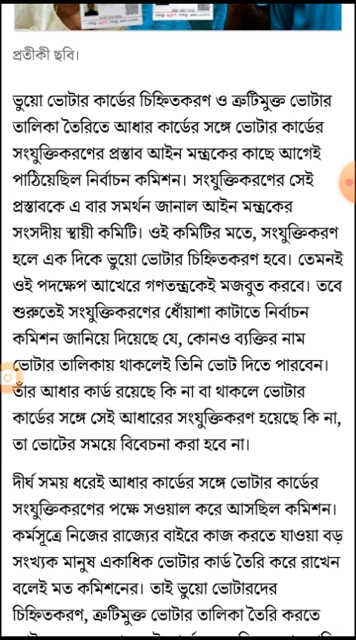 প্রতীকী ছবি।
ভুয়ো ভোটার কার্ডের চিহ্নিতকরণ ও ত্রুটিমুক্ত ভোটার
তালিকা তৈরিতে আধার কার্ডের সঙ্গে ভোটার কার্ডের
সংযুক্তিকরণের প্রস্তাব আইন মন্ত্রকের কাছে আগেই
পাঠিয়েছিল নির্বাচন কমিশন। সংযুক্তিকরণের সেই
প্রস্তাবকে এ বার সমর্থন জানাল আইন মন্ত্রকের
সংসদীয় স্থায়ী কমিটি। ওই কমিটির মতে, সংযুক্তিকরণ
হলে এক দিকে ভুয়ো ভোটার চিহ্নিতকরণ হবে। তেমনই
ওই পদক্ষেপ আখেরে গণতন্ত্রকেই মজবুত করবে। তবে
শুরুতেই সংযুক্তিকরণের ধোঁয়াশা কাটাতে নির্বাচন
কমিশন জানিয়ে দিয়েছে যে, কোনও ব্যক্তির নাম
ভোটার তালিকায় থাকলেই তিনি ভোট দিতে পারবেন।
তাঁর আধার কার্ড রয়েছে কি না বা থাকলে ভোটার
কার্ডের সঙ্গে সেই আধারের সংযুক্তিকরণ হয়েছে কি না,
তা ভোটের সময়ে বিবেচনা করা হবে না।
দীর্ঘ সময় ধরেই আধার কার্ডের সঙ্গে ভোটার কার্ডের
সংযুক্তিকরণের পক্ষে সওয়াল করে আসছিল কমিশন।
কর্মসূত্রে নিজের রাজ্যের বাইরে কাজ করতে যাওয়া বড়
সংখ্যক মানুষ একাধিক ভোটার কার্ড তৈরি করে রাখেন
বলেই মত কমিশনের। তাই ভুয়ো ভোটারদের
চিহ্নিতকরণ, ত্রুটিমুক্ত ভোটার তালিকা তৈরি করতে